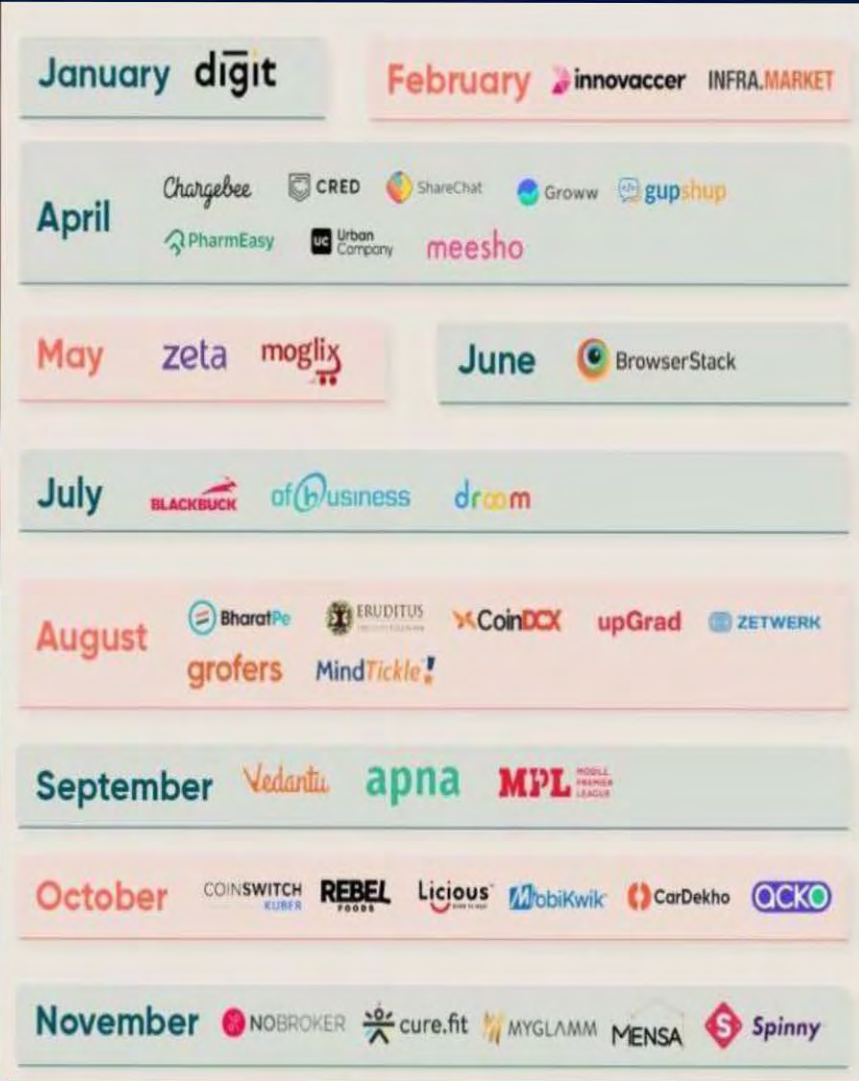 January digit
February innovaccer INFRA.MARKET
April
Chargebee CRED ShareChat Groww gupshup
PharmEasy UC Urban Company meesho
May zeta moglix
June BrowserStack
July BLACKBUCK ofbusiness droom
August
BharatPe ERUDITUS CoinDCX upGrad ZETWERK
grofers MindTickle!
September Vedantu apna MPL MOBILE PREMIER LEAGUE
October COINSWITCH KUBER REBEL FOODS Licious MobiKwik CarDekho ACKO
November NOBROKER cure.fit MYGLAMM MENSA Spinny